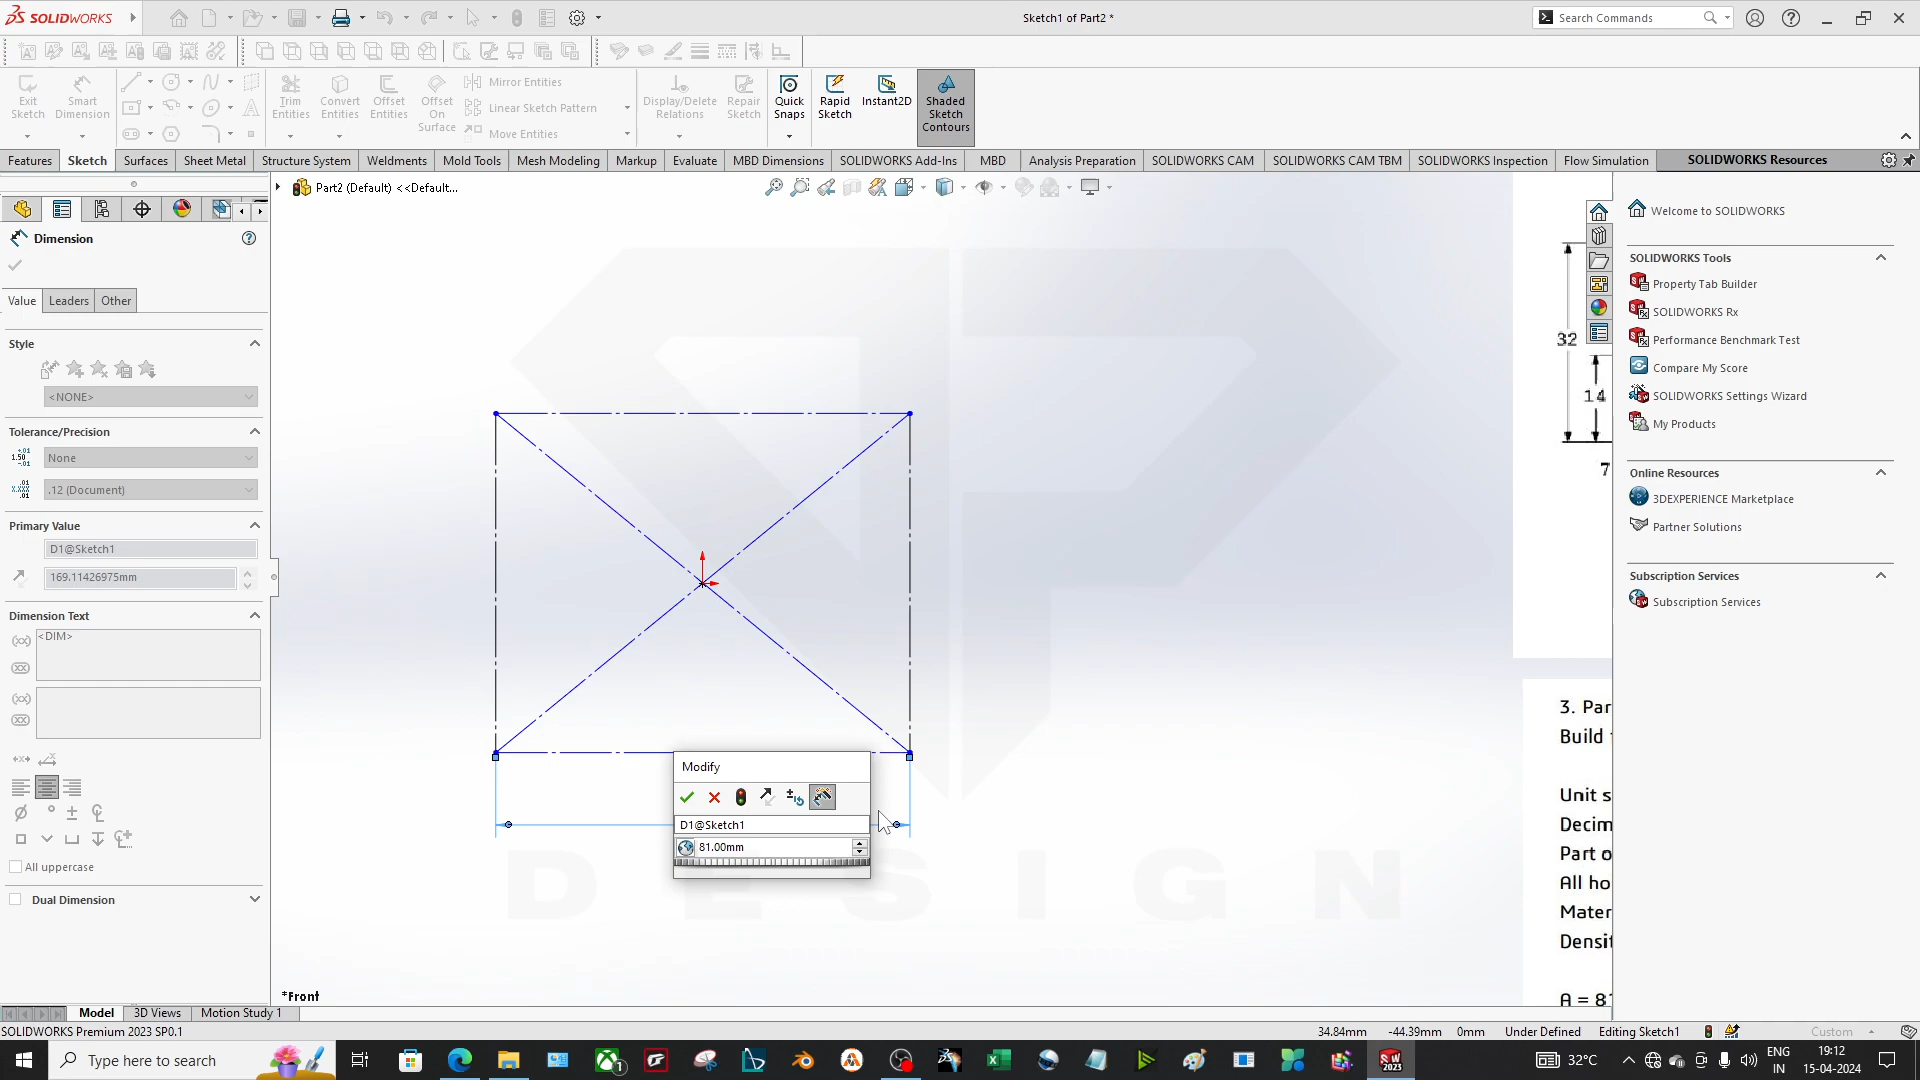 SOLIDWORKS
Sketch1 of Part2 *
Search Commands
Exit Sketch
Smart Dimension
Trim Entities
Convert Entities
Offset Entities
Offset On Surface
Mirror Entities
Linear Sketch Pattern
Move Entities
Display/Delete Relations
Repair Sketch
Quick Snaps
Rapid Sketch
Instant2D
Shaded Sketch Contours
Features
Sketch
Surfaces
Sheet Metal
Structure System
Weldments
Mold Tools
Mesh Modeling
Markup
Evaluate
MBD Dimensions
SOLIDWORKS Add-Ins
MBD
Analysis Preparation
SOLIDWORKS CAM
SOLIDWORKS CAM TBM
SOLIDWORKS Inspection
Flow Simulation
SOLIDWORKS Resources
Part2 (Default) <<Default...
Dimension
Value
Leaders
Other
Style
<NONE>
Tolerance/Precision
None
.12 (Document)
Primary Value
D1@Sketch1
169.11426975mm
Dimension Text
<DIM>
All uppercase
Dual Dimension
Modify
D1@Sketch1
81.00mm
DESIGN
*Front
32
14
7
3. Par
Build
Unit s
Decim
Part o
All ho
Mater
Densit
A = 81
Welcome to SOLIDWORKS
SOLIDWORKS Tools
Property Tab Builder
SOLIDWORKS Rx
Performance Benchmark Test
Compare My Score
SOLIDWORKS Settings Wizard
My Products
Online Resources
3DEXPERIENCE Marketplace
Partner Solutions
Subscription Services
Subscription Services
Model
3D Views
Motion Study 1
SOLIDWORKS Premium 2023 SP0.1
34.84mm
-44.39mm
0mm
Under Defined
Editing Sketch1
Custom
Type here to search
32°C
ENG
IN
19:12
15-04-2024